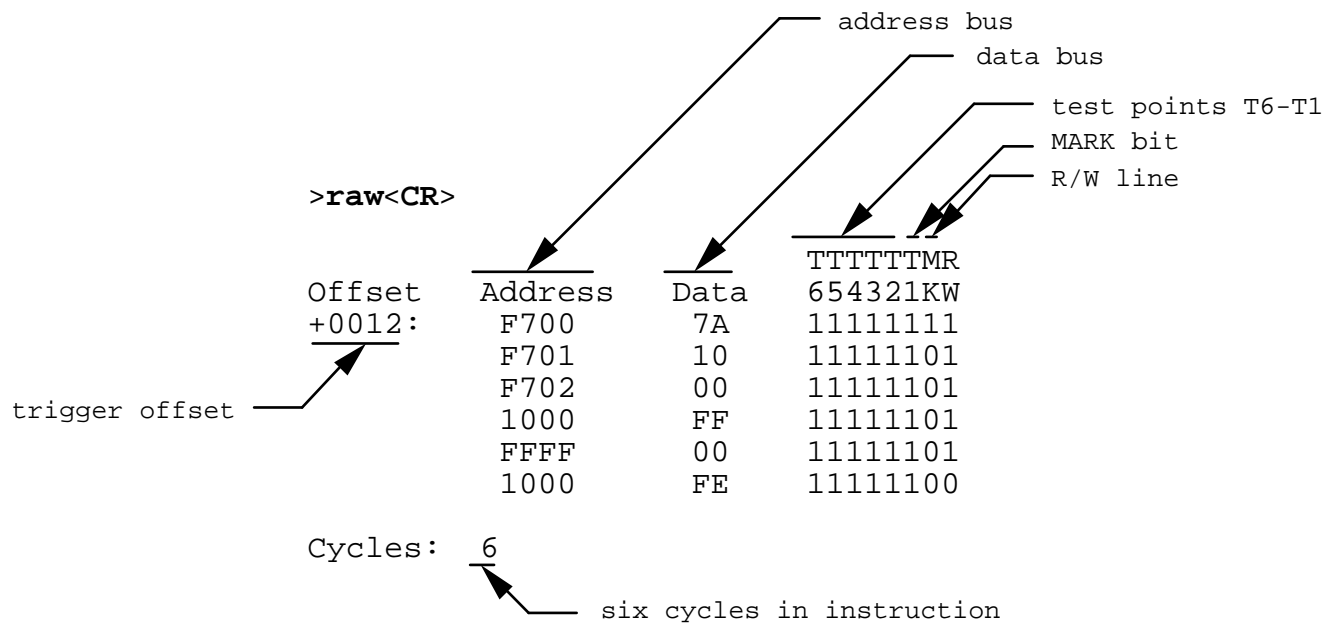 address bus
data bus
test points T6-T1
MARK bit
R/W line
>raw<CR>
TTTTTTMR
Offset Address Data 654321KW
+0012: F700 7A 11111111
F701 10 11111101
F702 00 11111101
trigger offset
1000 FF 11111101
FFFF 00 11111101
1000 FE 11111100
Cycles: 6
six cycles in instruction